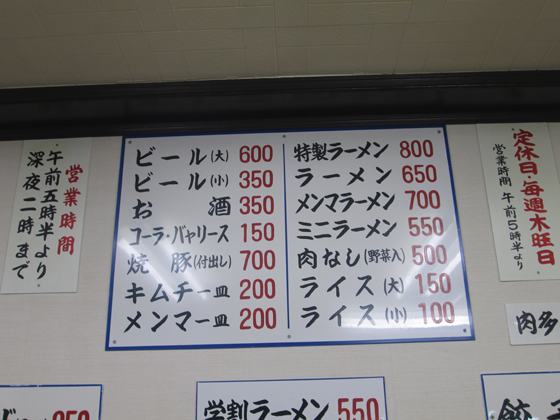 営業時間
午前五時半より
深夜二時まで
ビール(大) 600
ビール(小) 350
お酒 350
コーラ・バャリース 150
焼豚(付出し) 700
キムチ一皿 200
メンマ一皿 200
特製ラーメン 800
ラーメン 650
メンマラーメン 700
ミニラーメン 550
肉なし(野菜入) 500
ライス(大) 150
ライス(小) 100
定休日・毎週木旺日
営業時間 午前5時半より
肉多
学割ラーメン 550